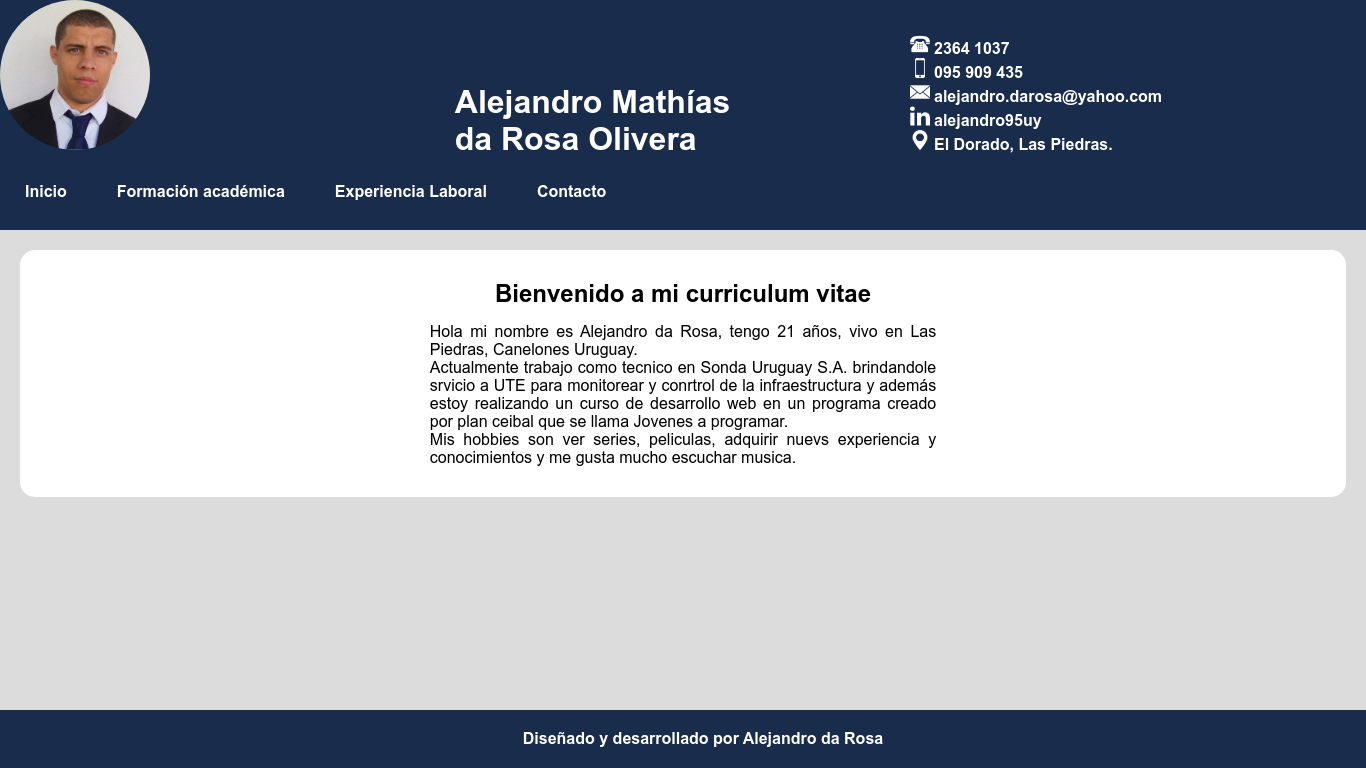 Alejandro Mathías
da Rosa Olivera
2364 1037
095 909 435
alejandro.darosa@yahoo.com
alejandro95uy
El Dorado, Las Piedras.
Inicio Formación académica Experiencia Laboral Contacto
Bienvenido a mi curriculum vitae
Hola mi nombre es Alejandro da Rosa, tengo 21 años, vivo en Las
Piedras, Canelones Uruguay.
Actualmente trabajo como tecnico en Sonda Uruguay S.A. brindandole
srvicio a UTE para monitorear y conrtrol de la infraestructura y además
estoy realizando un curso de desarrollo web en un programa creado
por plan ceibal que se llama Jovenes a programar.
Mis hobbies son ver series, peliculas, adquirir nuevs experiencia y
conocimientos y me gusta mucho escuchar musica.
Diseñado y desarrollado por Alejandro da Rosa